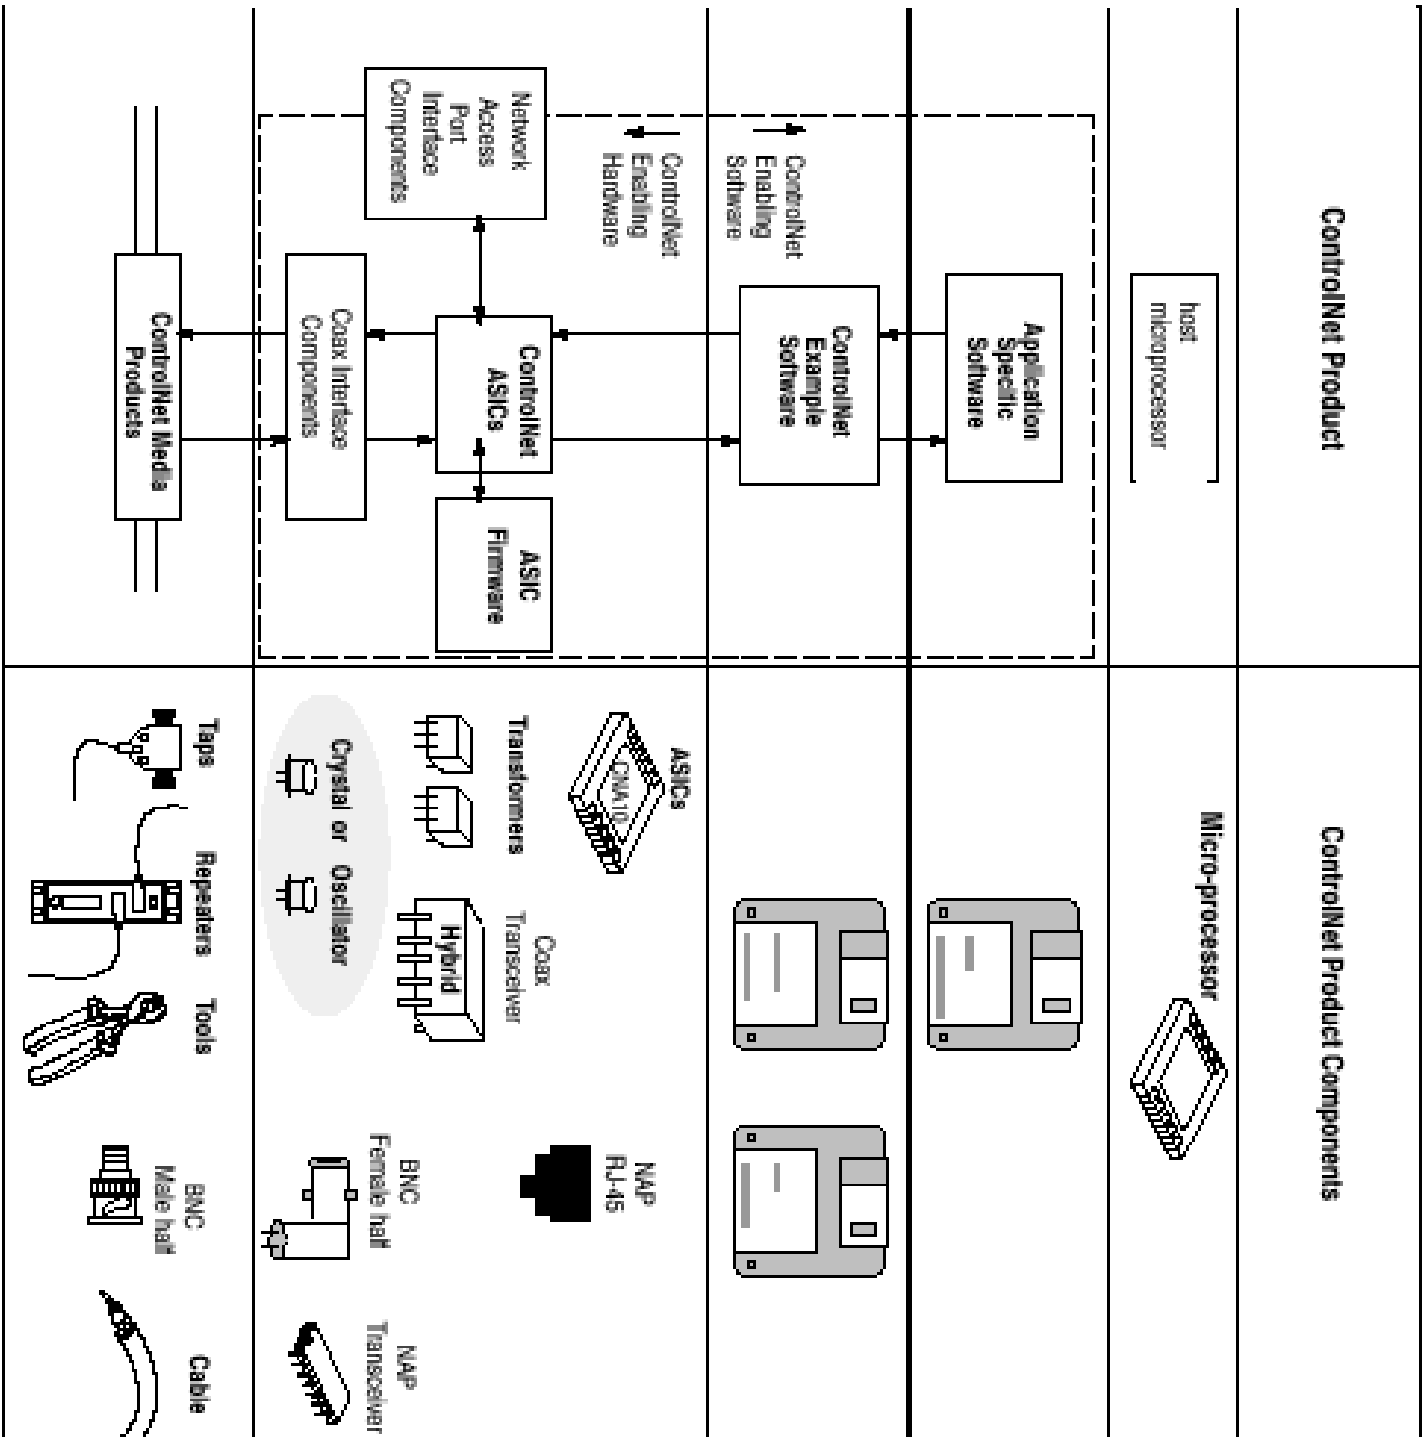 ControlNet Product
ControlNet Product Components
host
microprocessor
Micro-processor
Application
Specific
Software
ControlNet
Enabling
Software
ControlNet
Example
Software
ControlNet
Enabling
Hardware
Network
Access
Port
Interface
Components
ControlNet
ASICs
ASIC
Firmware
Coax Interface
Components
ASICs
CNA10
Transformers
Coax
Transceiver
Hybrid
Crystal or Oscillator
NAP
RJ-45
BNC
Female half
NAP
Transceiver
ControlNet Media
Products
Taps
Repeaters
Tools
BNC
Male half
Cable